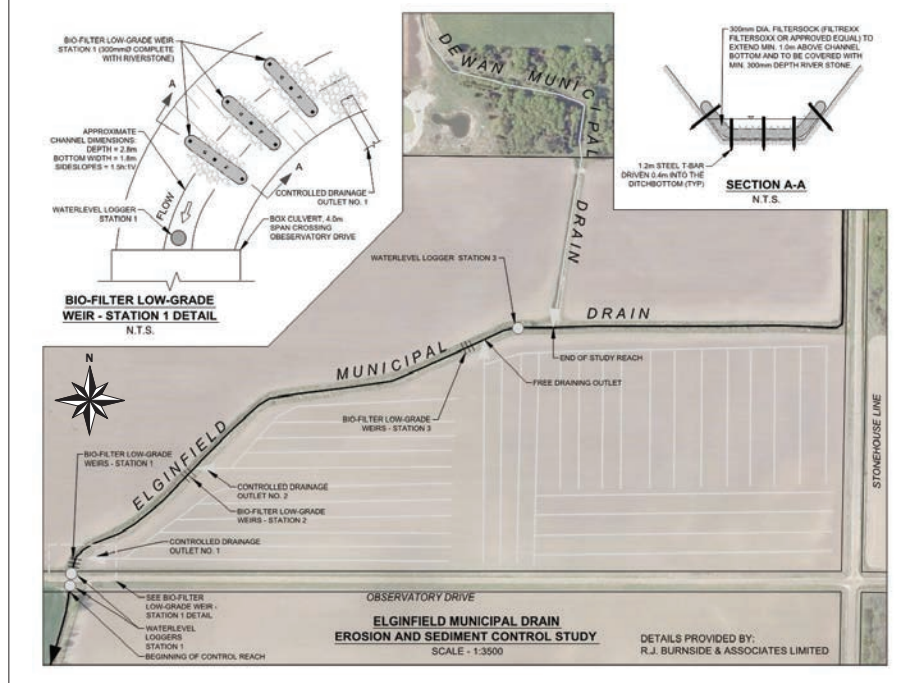 BIO-FILTER LOW-GRADE WEIR
STATION 1 (300mmØ COMPLETE
WITH RIVERSTONE)
A
APPROXIMATE
CHANNEL DIMENSIONS:
DEPTH = 2.8m
BOTTOM WIDTH = 1.8m
SIDESLOPES = 1.5h:1V
A
CONTROLLED DRAINAGE
OUTLET NO. 1
WATERLEVEL LOGGER
STATION 1
FLOW
BOX CULVERT, 4.0m
SPAN CROSSING
OBESERVATORY DRIVE
BIO-FILTER LOW-GRADE
WEIR - STATION 1 DETAIL
N.T.S.
DEWAN MUNICIPAL
DRAIN
300mm DIA. FILTERSOCK (FILTREXX
FILTERSOXX OR APPROVED EQUAL) TO
EXTEND MIN. 1.0m ABOVE CHANNEL
BOTTOM AND TO BE COVERED WITH
MIN. 300mm DEPTH RIVER STONE.
1.2m STEEL T-BAR
DRIVEN 0.4m INTO THE
DITCHBOTTOM (TYP)
SECTION A-A
N.T.S.
WATERLEVEL LOGGER STATION 3
DRAIN
MUNICIPAL
END OF STUDY REACH
FREE DRAINING OUTLET
N
BIO-FILTER LOW-GRADE
WEIRS - STATION 3
STONEHOUSE LINE
ELGINFIELD
BIO-FILTER LOW-GRADE
WEIRS - STATION 1
CONTROLLED DRAINAGE
OUTLET NO. 2
BIO-FILTER LOW-GRADE
WEIRS - STATION 2
CONTROLLED DRAINAGE
OUTLET NO. 1
SEE BIO-FILTER
LOW-GRADE WEIR -
STATION 1 DETAIL
WATERLEVEL
LOGGERS
STATION 1
BEGINNING OF CONTROL REACH
OBSERVATORY DRIVE
ELGINFIELD MUNICIPAL DRAIN
EROSION AND SEDIMENT CONTROL STUDY
SCALE - 1:3500
DETAILS PROVIDED BY:
R.J. BURNSIDE & ASSOCIATES LIMITED